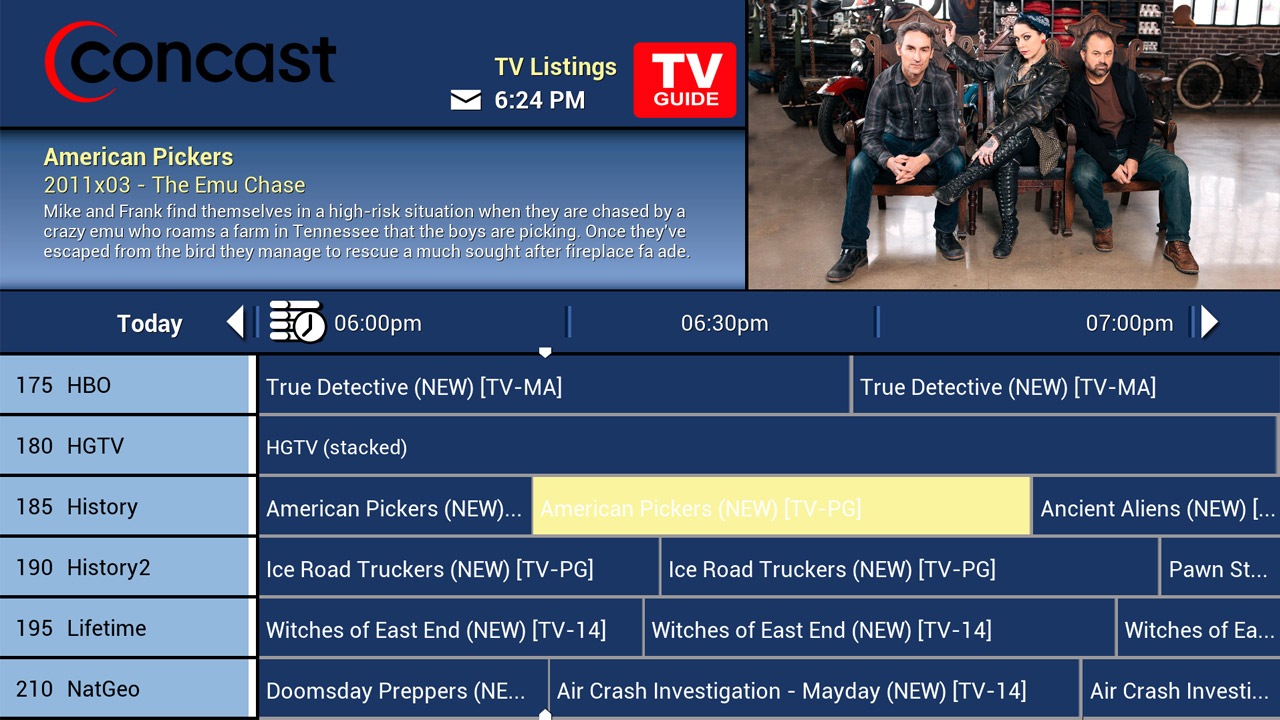 concast
TV Listings
6:24 PM
TV
GUIDE
American Pickers
2011x03 - The Emu Chase
Mike and Frank find themselves in a high-risk situation when they are chased by a
crazy emu who roams a farm in Tennessee that the boys are picking. Once they've
escaped from the bird they manage to rescue a much sought after fireplace fa ade.
Today 06:00pm 06:30pm 07:00pm
175 HBO True Detective (NEW) [TV-MA] True Detective (NEW) [TV-MA]
180 HGTV HGTV (stacked)
185 History American Pickers (NEW)... American Pickers (NEW) [TV-PG] Ancient Aliens (NEW) [...
190 History2 Ice Road Truckers (NEW) [TV-PG] Ice Road Truckers (NEW) [TV-PG] Pawn St...
195 Lifetime Witches of East End (NEW) [TV-14] Witches of East End (NEW) [TV-14] Witches of Ea...
210 NatGeo Doomsday Preppers (NE... Air Crash Investigation - Mayday (NEW) [TV-14] Air Crash Investi...